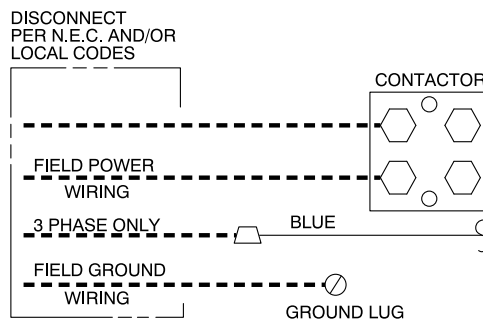 DISCONNECT
PER N.E.C. AND/OR
LOCAL CODES
CONTACTOR
FIELD POWER
WIRING
3 PHASE ONLY
BLUE
FIELD GROUND
WIRING
GROUND LUG